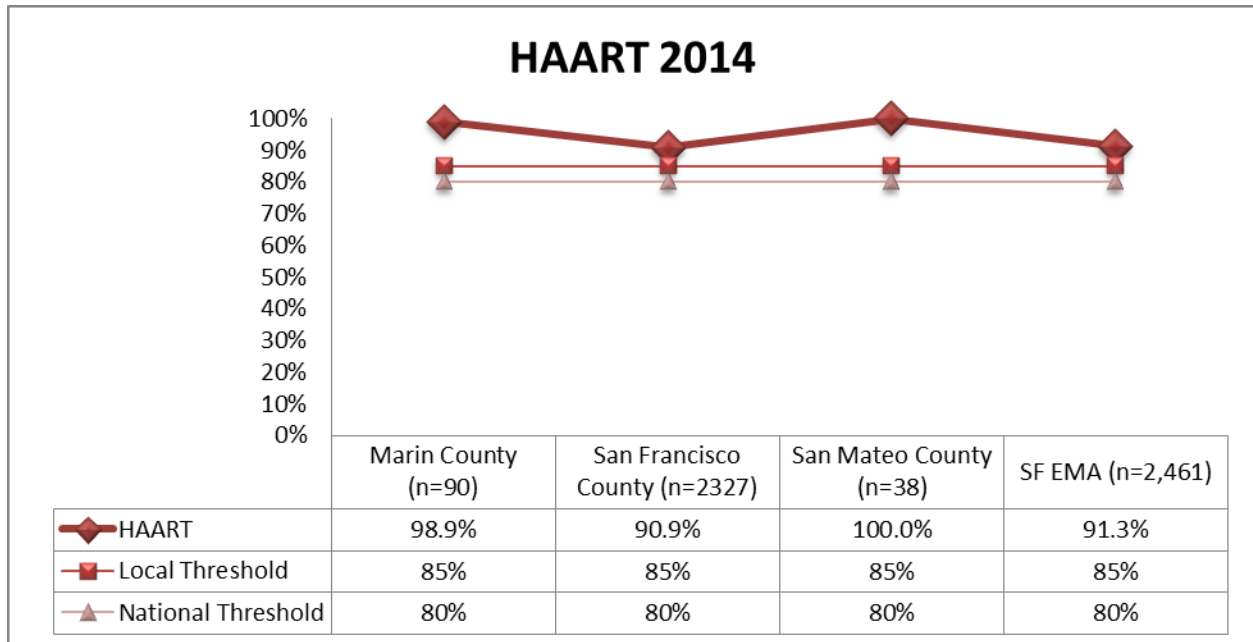 HAART 2014
100%
90%
80%
70%
60%
50%
40%
30%
20%
10%
0%
Marin County
(n=90)
San Francisco
County (n=2327)
San Mateo County
(n=38)
SF EMA (n=2,461)
HAART 98.9% 90.9% 100.0% 91.3%
Local Threshold 85% 85% 85% 85%
National Threshold 80% 80% 80% 80%